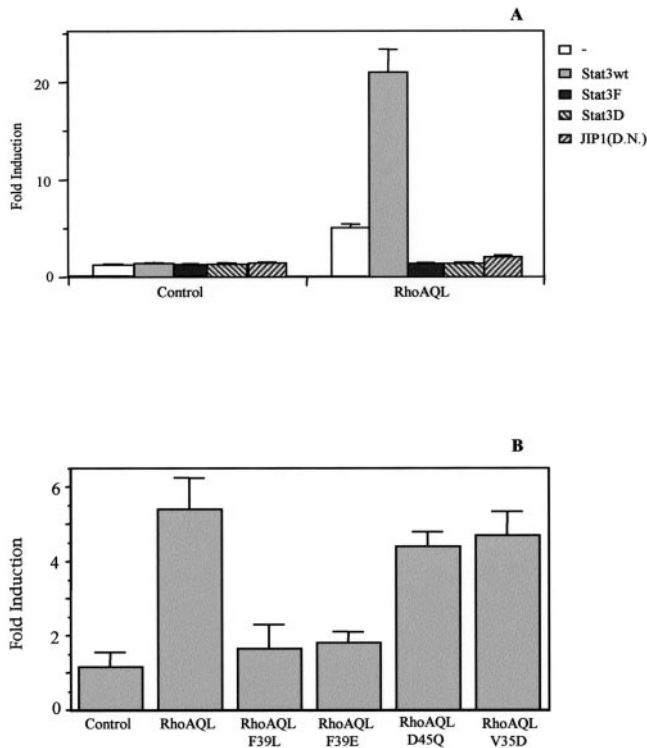 A
Fold Induction
20
10
0
Control
RhoAQL
-
Stat3wt
Stat3F
Stat3D
JIP1(D.N.)
B
Fold Induction
6
4
2
0
Control
RhoAQL
RhoAQL F39L
RhoAQL F39E
RhoAQL D45Q
RhoAQL V35D